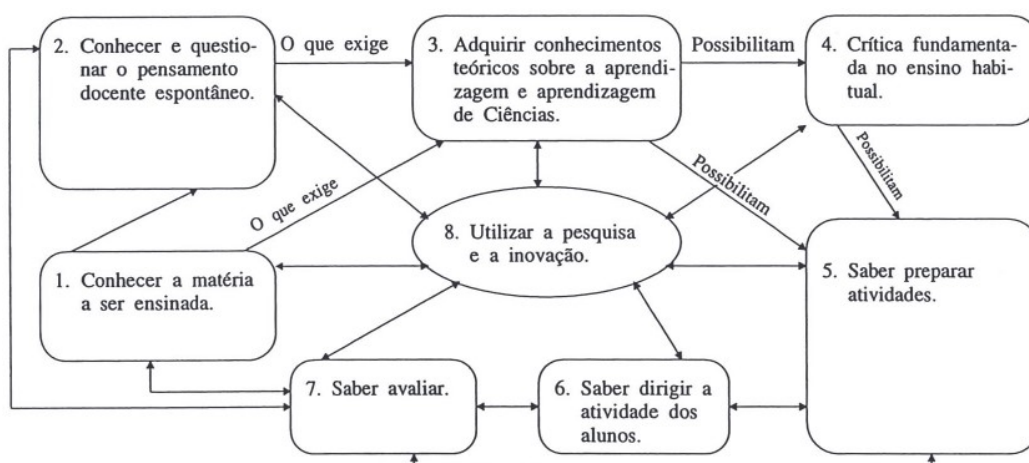 2. Conhecer e questio-
nar o pensamento
docente espontâneo.
O que exige
3. Adquirir conhecimentos
teóricos sobre a aprendi-
zagem e aprendizagem
de Ciências.
Possibilitam
4. Crítica fundamenta-
da no ensino habi-
tual.
Possibilitam
Possibilitam
O que exige
8. Utilizar a pesquisa
e a inovação.
1. Conhecer a matéria
a ser ensinada.
5. Saber preparar
atividades.
7. Saber avaliar.
6. Saber dirigir a
atividade dos
alunos.